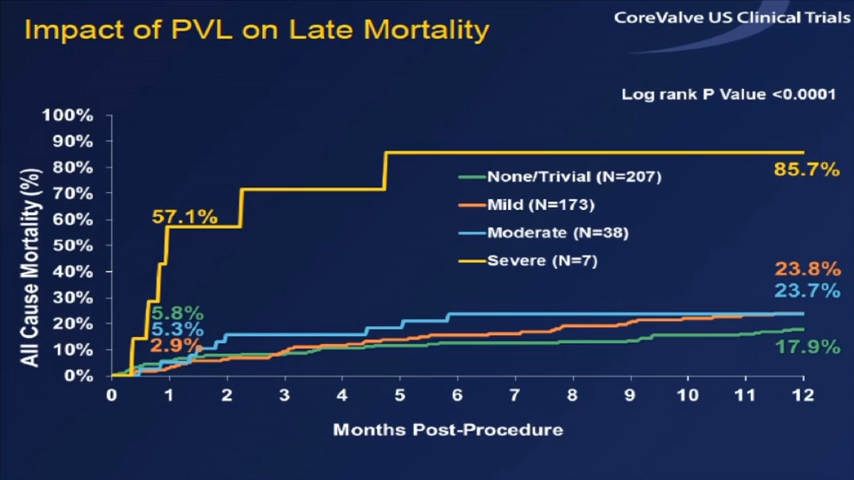 Impact of PVL on Late Mortality
CoreValve US Clinical Trials
Log rank P Value <0.0001
All Cause Mortality (%)
100%
90%
80%
70%
60%
50%
40%
30%
20%
10%
0%
57.1%
5.8%
5.3%
2.9%
None/Trivial (N=207)
Mild (N=173)
Moderate (N=38)
Severe (N=7)
85.7%
23.8%
23.7%
17.9%
0 1 2 3 4 5 6 7 8 9 10 11 12
Months Post-Procedure